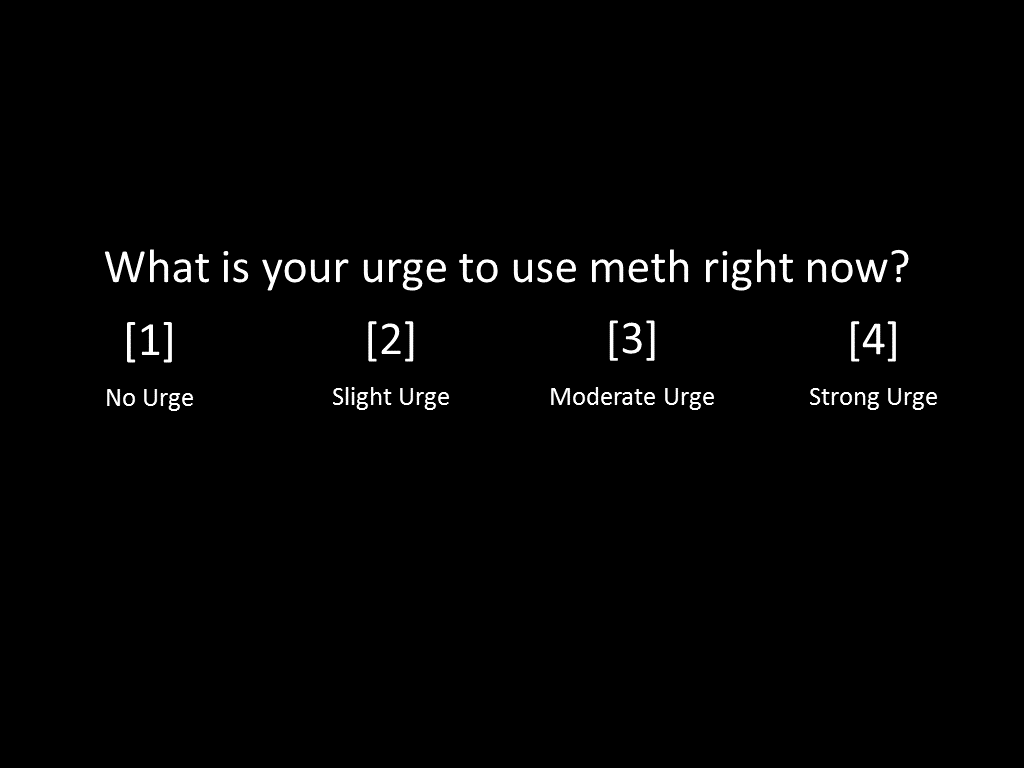 What is your urge to use meth right now?
[1] [2] [3] [4]
No Urge Slight Urge Moderate Urge Strong Urge